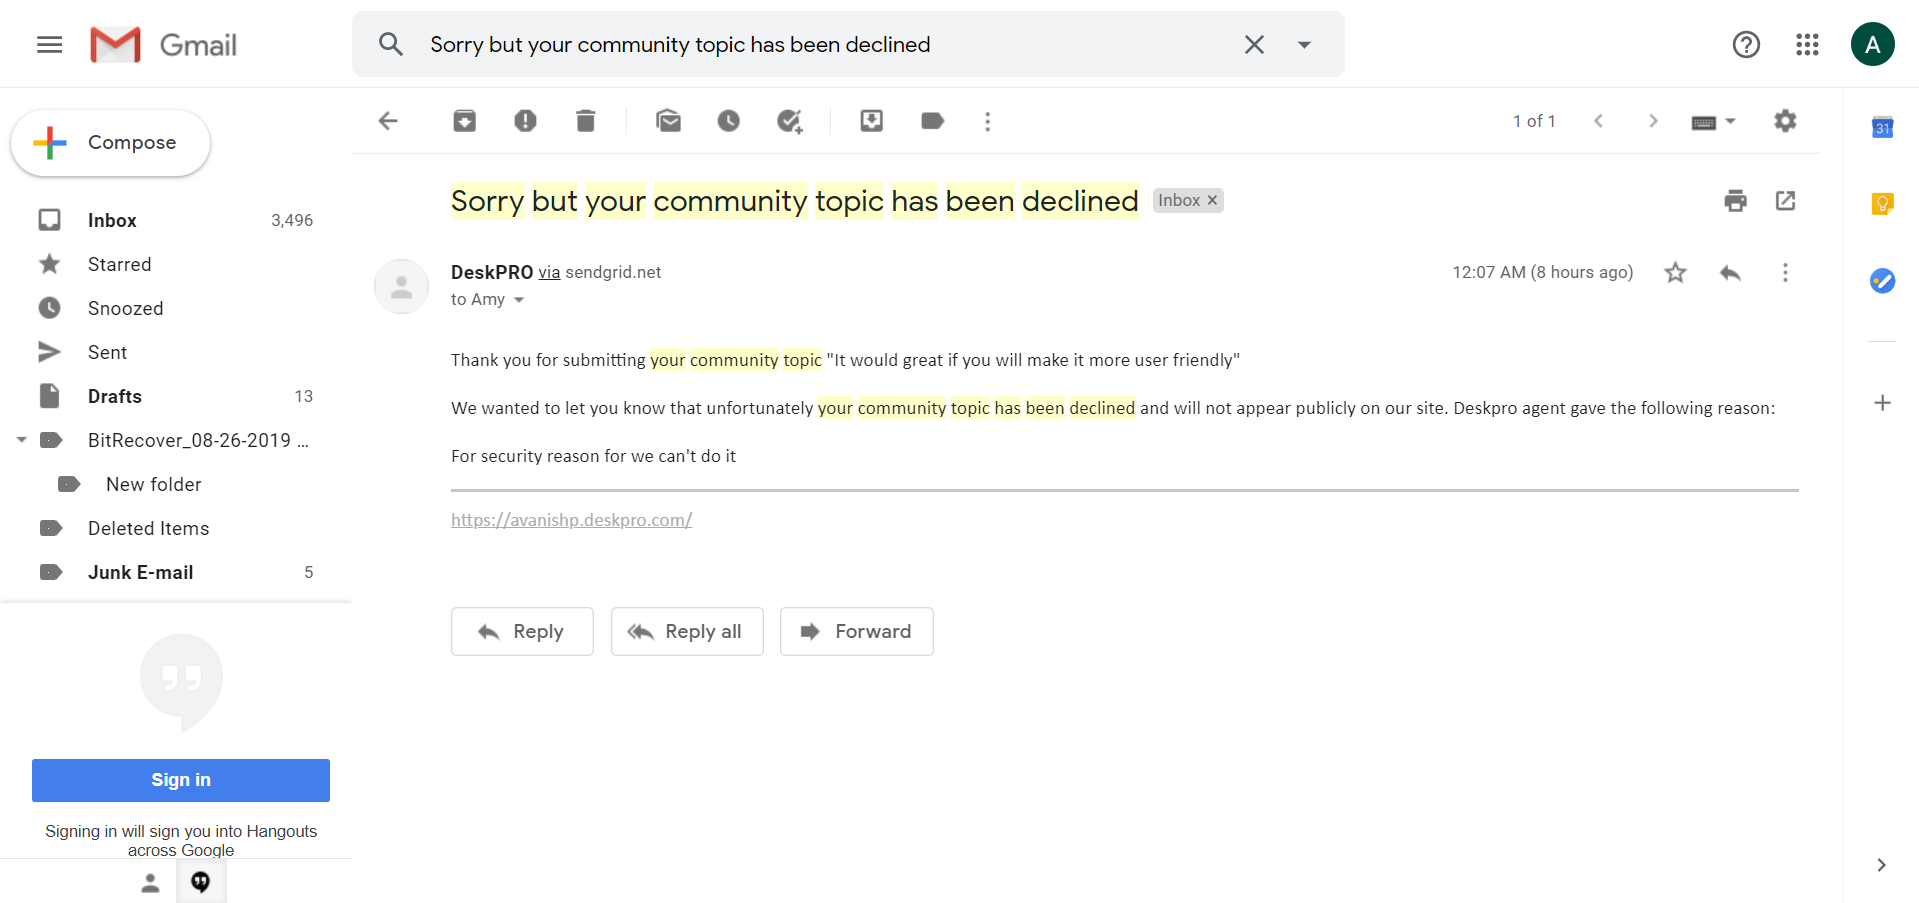 Gmail
Sorry but your community topic has been declined
A
Compose
1 of 1
31
Sorry but your community topic has been declined
Inbox ×
Inbox 3,496
Starred
Snoozed
Sent
Drafts 13
BitRecover_08-26-2019 ...
New folder
Deleted Items
Junk E-mail 5
DeskPRO via sendgrid.net
12:07 AM (8 hours ago)
to Amy
Thank you for submitting your community topic "It would great if you will make it more user friendly"
We wanted to let you know that unfortunately your community topic has been declined and will not appear publicly on our site. Deskpro agent gave the following reason:
For security reason for we can't do it
https://avanishp.deskpro.com/
Reply
Reply all
Forward
Sign in
Signing in will sign you into Hangouts
across Google